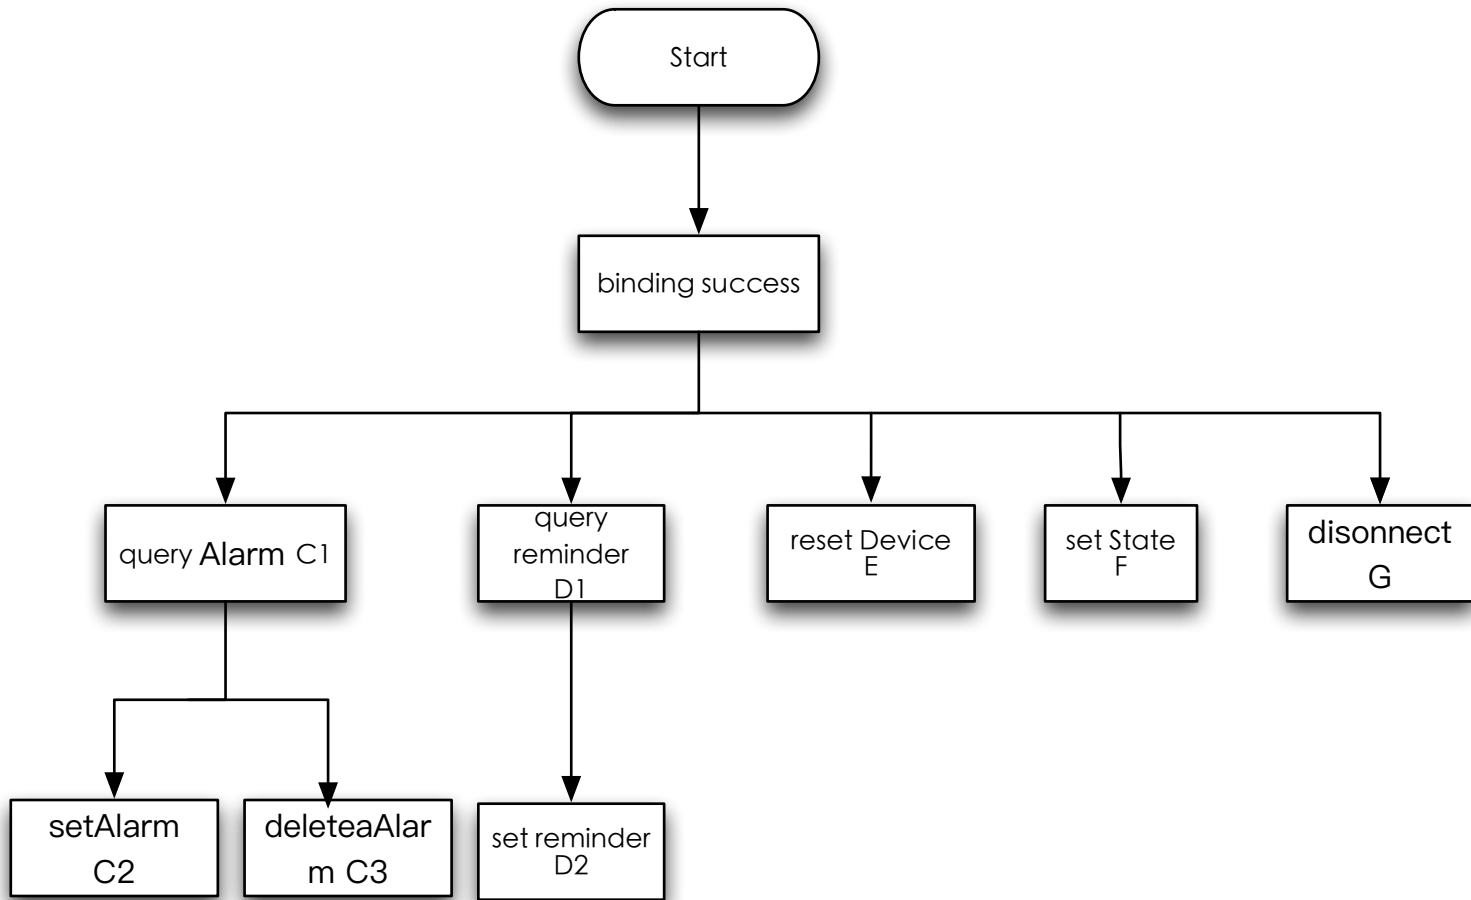 Start
binding success
query Alarm C1
query
reminder
D1
reset Device
E
set State
F
disonnect
G
setAlarm
C2
deleteaAlar
m C3
set reminder
D2